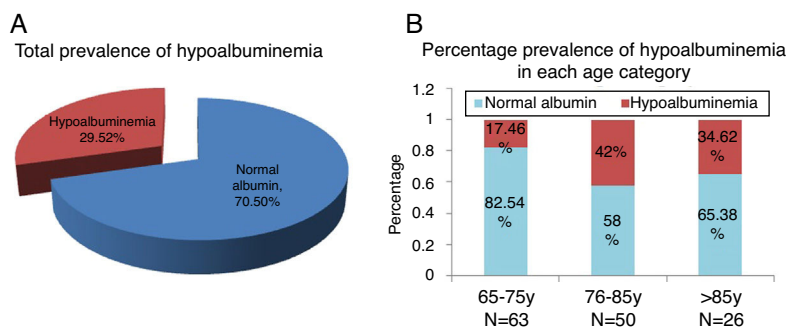 A
Total prevalence of hypoalbuminemia
Hypoalbuminemia
29.52%
Normal
albumin,
70.50%
B
Percentage prevalence of hypoalbuminemia
in each age category
Normal albumin
Hypoalbuminemia
Percentage
1.2
1
0.8
0.6
0.4
0.2
0
17.46
%
82.54
%
42%
58
%
34.62
%
65.38
%
65-75y
N=63
76-85y
N=50
>85y
N=26